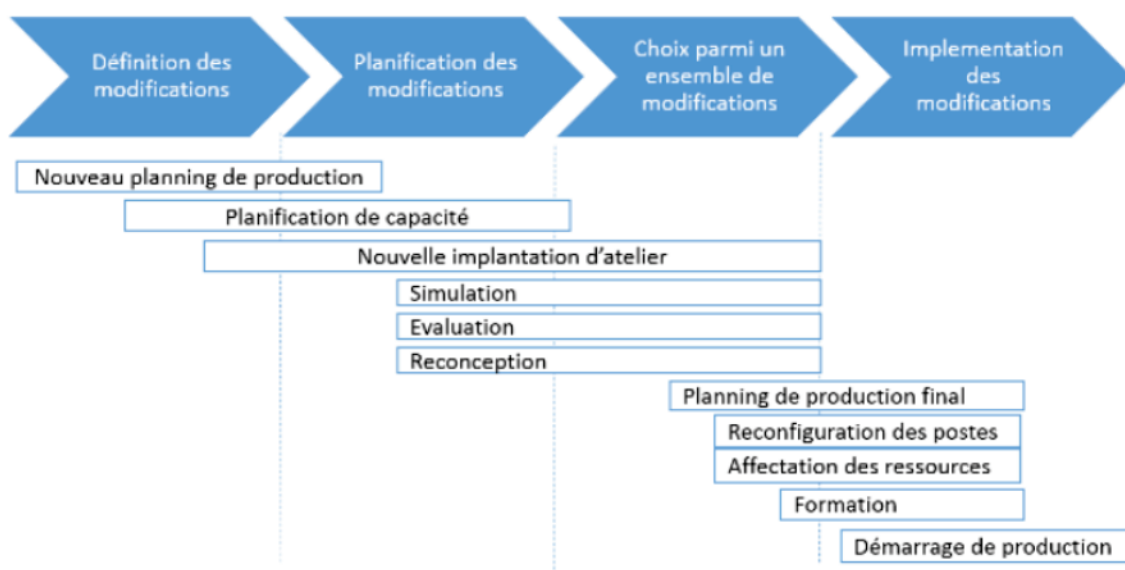 Définition des
modifications
Planification des
modifications
Choix parmi un
ensemble de
modifications
Implementation
des
modifications
Nouveau planning de production
Planification de capacité
Nouvelle implantation d'atelier
Simulation
Evaluation
Reconception
Planning de production final
Reconfiguration des postes
Affectation des ressources
Formation
Démarrage de production